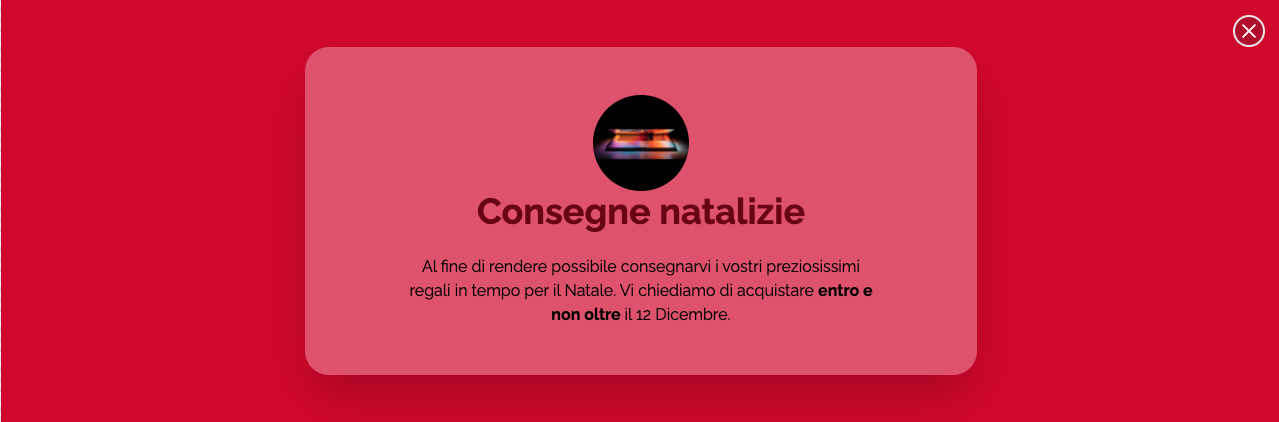 Consegne natalizie
Al fine di rendere possibile consegnarvi i vostri preziosissimi
regali in tempo per il Natale. Vi chiediamo di acquistare entro e
non oltre il 12 Dicembre.